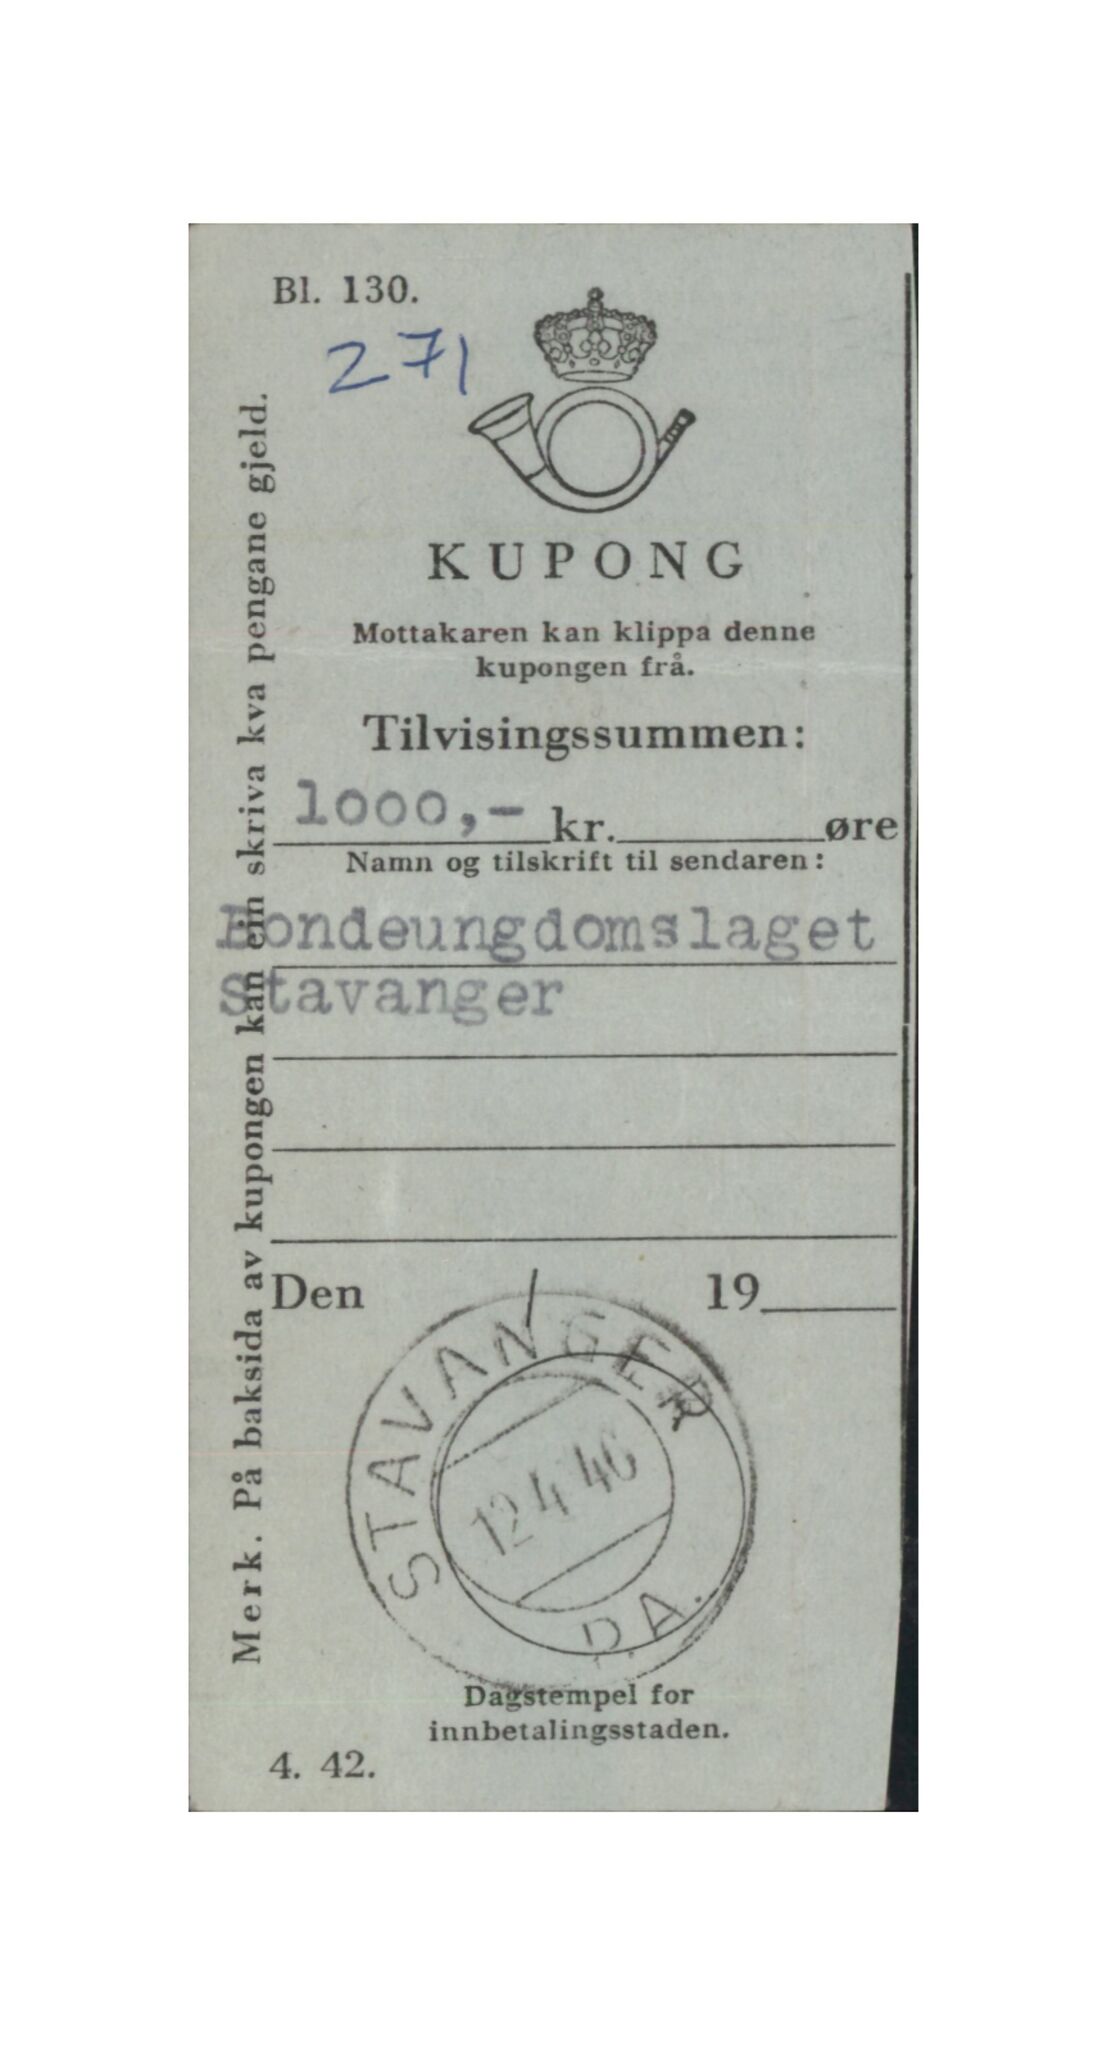 Bl. 130.
271
KUPONG
Mottakaren kan klippa denne
kupongen frå.
Tilvisingssummen:
1000,- kr. øre
Namn og tilskrift til sendaren:
Bondeungdomslaget
Stavanger
Den 19
STAVANGER
12 4 46
P.A.
Dagstempel for
innbetalingsstaden.
4. 42.
Merk. På baksida av kupongen kan ein skriva kva pengane gjeld.